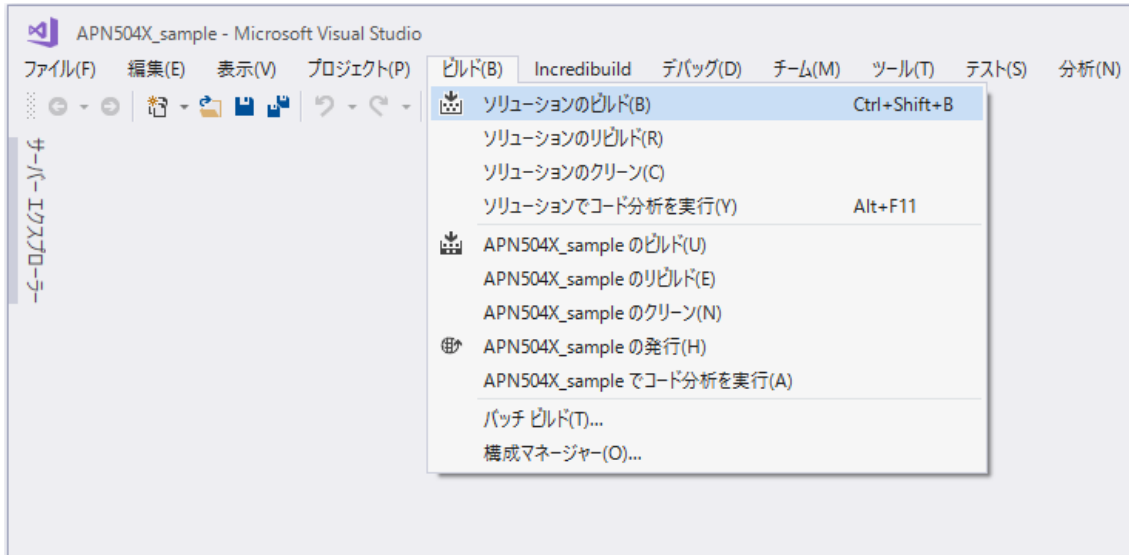 APN504X_sample - Microsoft Visual Studio
ファイル(F) 編集(E) 表示(V) プロジェクト(P) ビルド(B) Incredibuild デバッグ(D) チーム(M) ツール(T) テスト(S) 分析(N)
サーバー エクスプローラー
ソリューションのビルド(B) Ctrl+Shift+B
ソリューションのリビルド(R)
ソリューションのクリーン(C)
ソリューションでコード分析を実行(Y) Alt+F11
APN504X_sample のビルド(U)
APN504X_sample のリビルド(E)
APN504X_sample のクリーン(N)
APN504X_sample の発行(H)
APN504X_sample でコード分析を実行(A)
バッチ ビルド(T)...
構成マネージャー(O)...